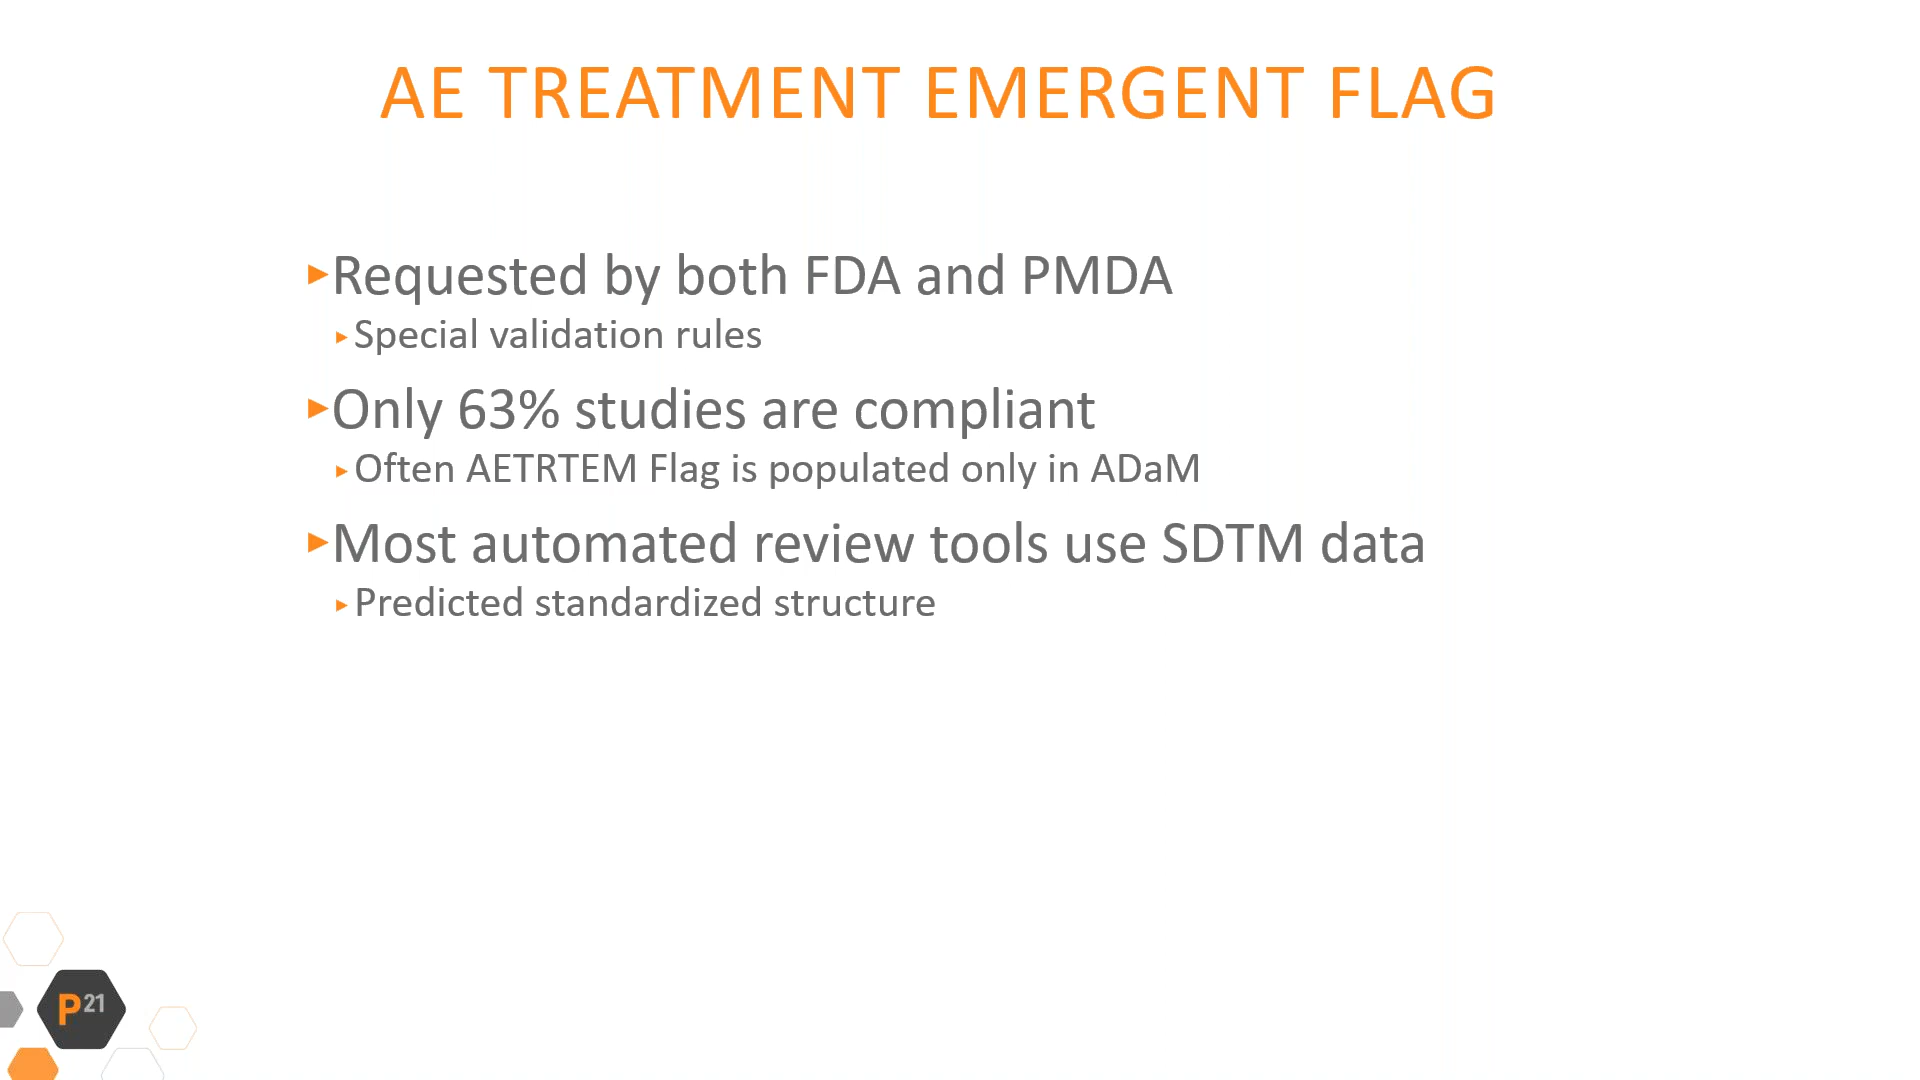 AE TREATMENT EMERGENT FLAG
Requested by both FDA and PMDA
Special validation rules
Only 63% studies are compliant
Often AETRTEM Flag is populated only in ADaM
Most automated review tools use SDTM data
Predicted standardized structure
P21